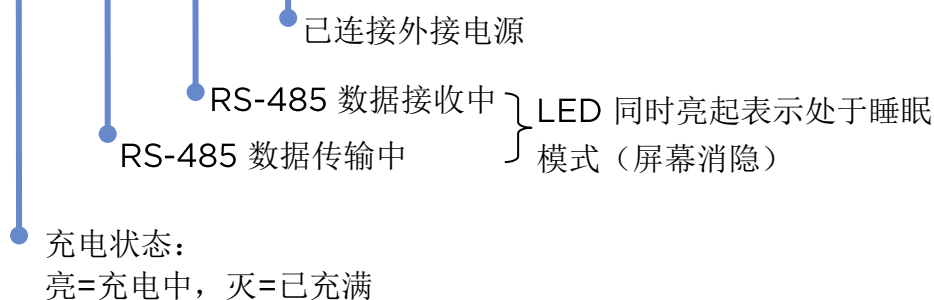 已连接外接电源
RS-485 数据接收中
RS-485 数据传输中
LED 同时亮起表示处于睡眠
模式（屏幕消隐）
充电状态：
亮=充电中，灭=已充满